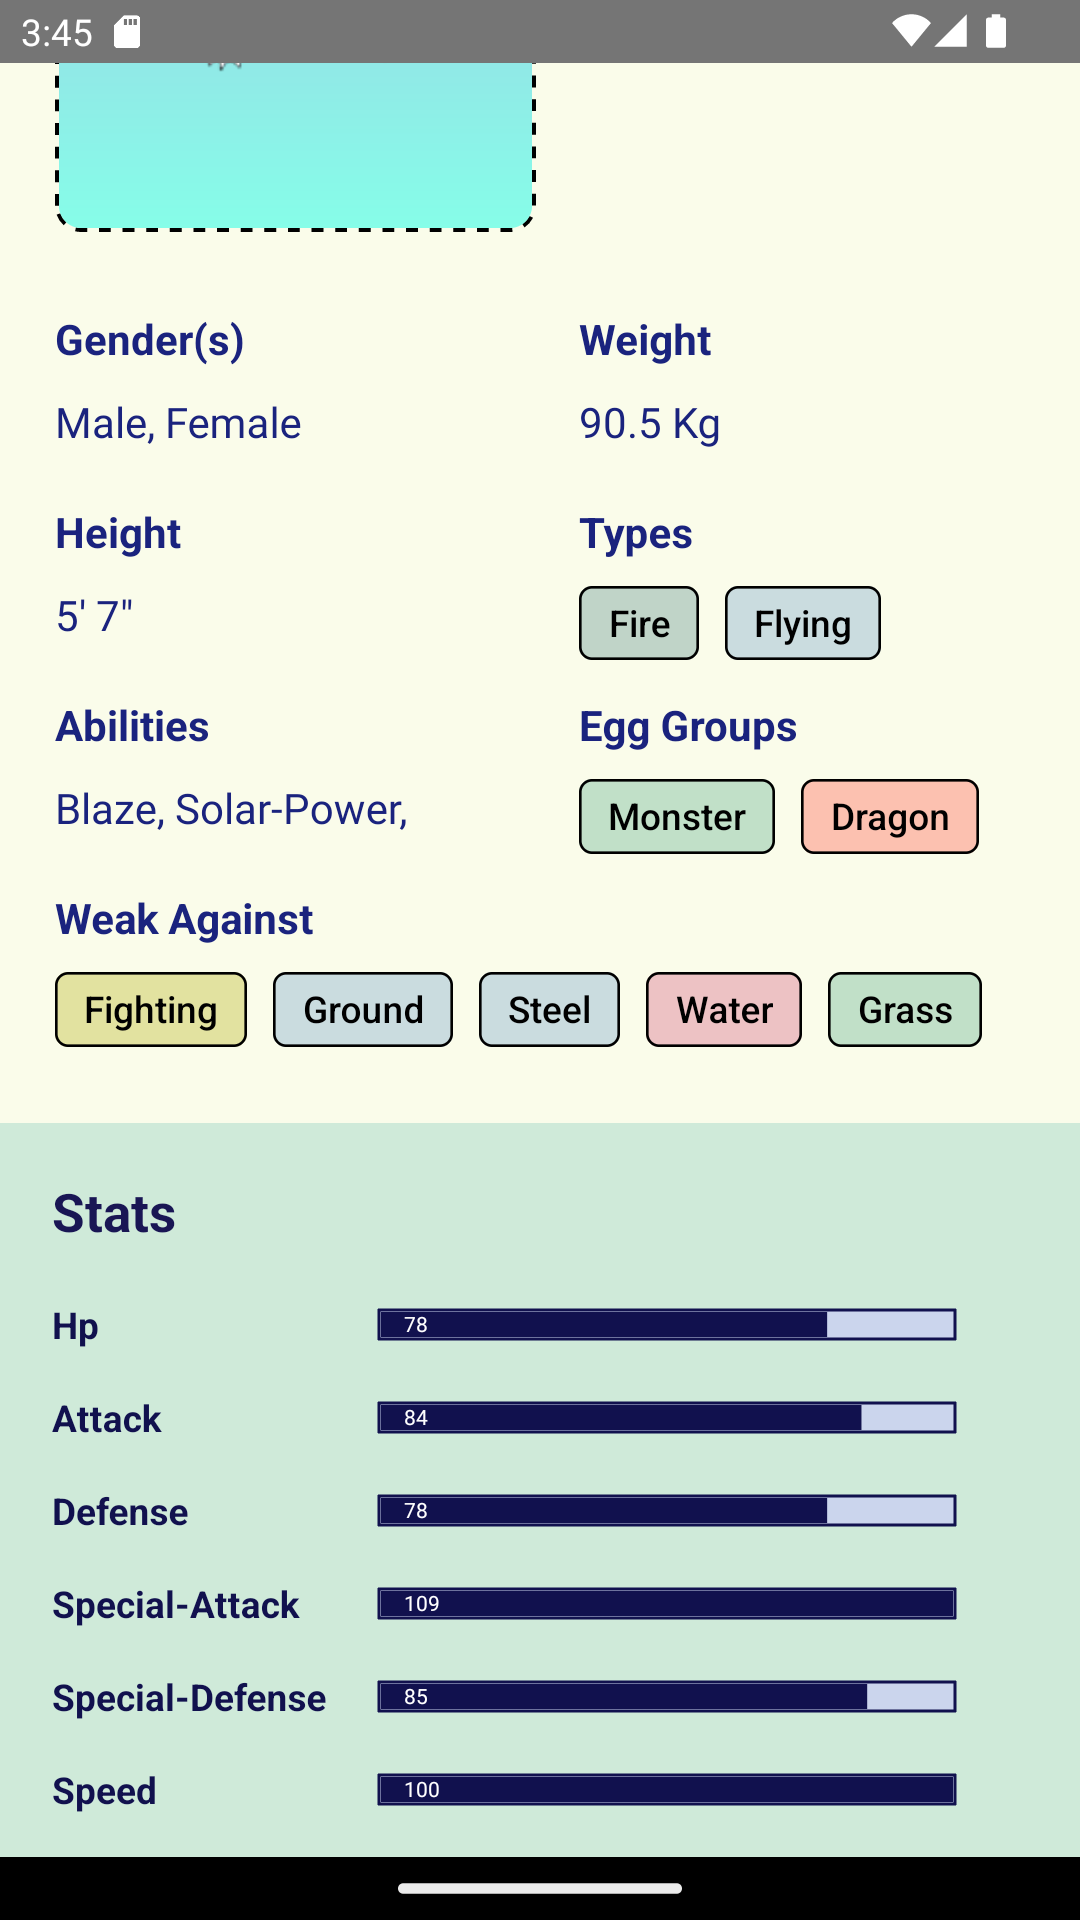 3:45
Gender(s) Weight
Male, Female 90.5 Kg
Height Types
5' 7" Fire Flying
Abilities Egg Groups
Blaze, Solar-Power, Monster Dragon
Weak Against
Fighting Ground Steel Water Grass
Stats
Hp 78
Attack 84
Defense 78
Special-Attack 109
Special-Defense 85
Speed 100